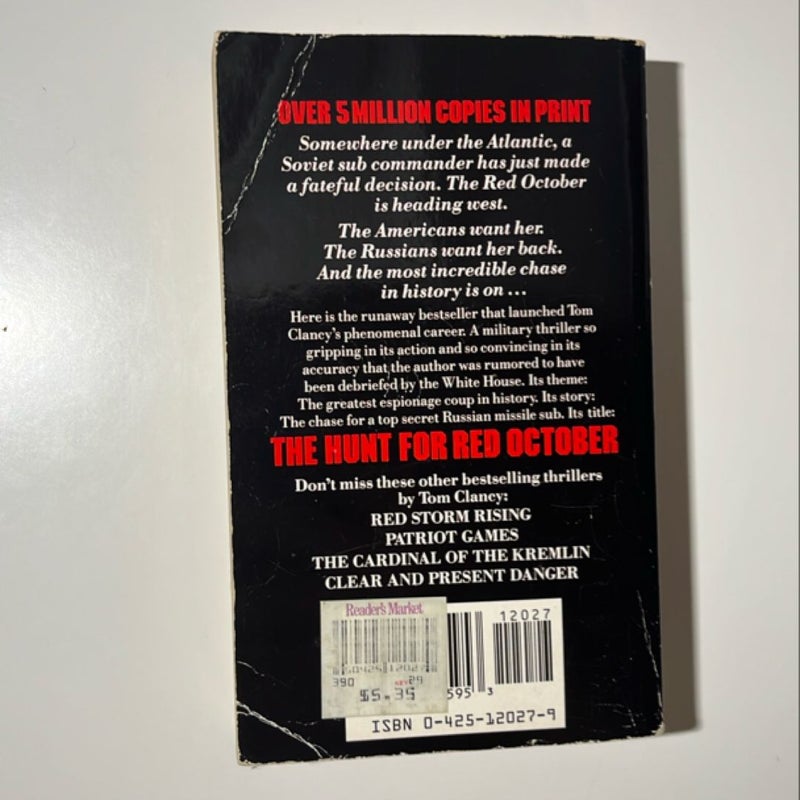 OVER 5 MILLION COPIES IN PRINT
Somewhere under the Atlantic, a
Soviet sub commander has just made
a fateful decision. The Red October
is heading west.
The Americans want her.
The Russians want her back.
And the most incredible chase
in history is on ...
Here is the runaway bestseller that launched Tom
Clancy's phenomenal career. A military thriller so
gripping in its action and so convincing in its
accuracy that the author was rumored to have
been debriefed by the White House. Its theme:
The greatest espionage coup in history. Its story:
The chase for a top secret Russian missile sub. Its title:
THE HUNT FOR RED OCTOBER
Don't miss these other bestselling thrillers
by Tom Clancy:
RED STORM RISING
PATRIOT GAMES
THE CARDINAL OF THE KREMLIN
CLEAR AND PRESENT DANGER
Reader's Market
12027
390
29
$5.35
595 3
ISBN 0-425-12027-9